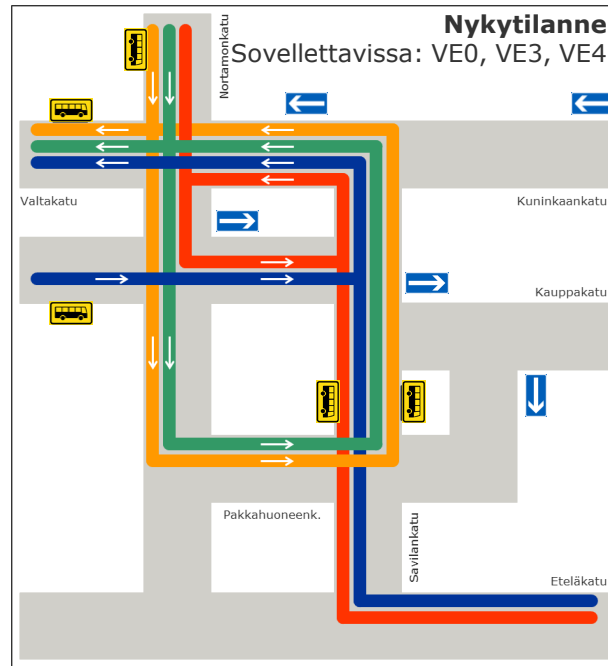 Nykytilanne
Sovellettavissa: VE0, VE3, VE4
Nortamonkatu
Valtakatu
Kuninkaankatu
Kauppakatu
Pakkahuoneenk.
Savilankatu
Eteläkatu